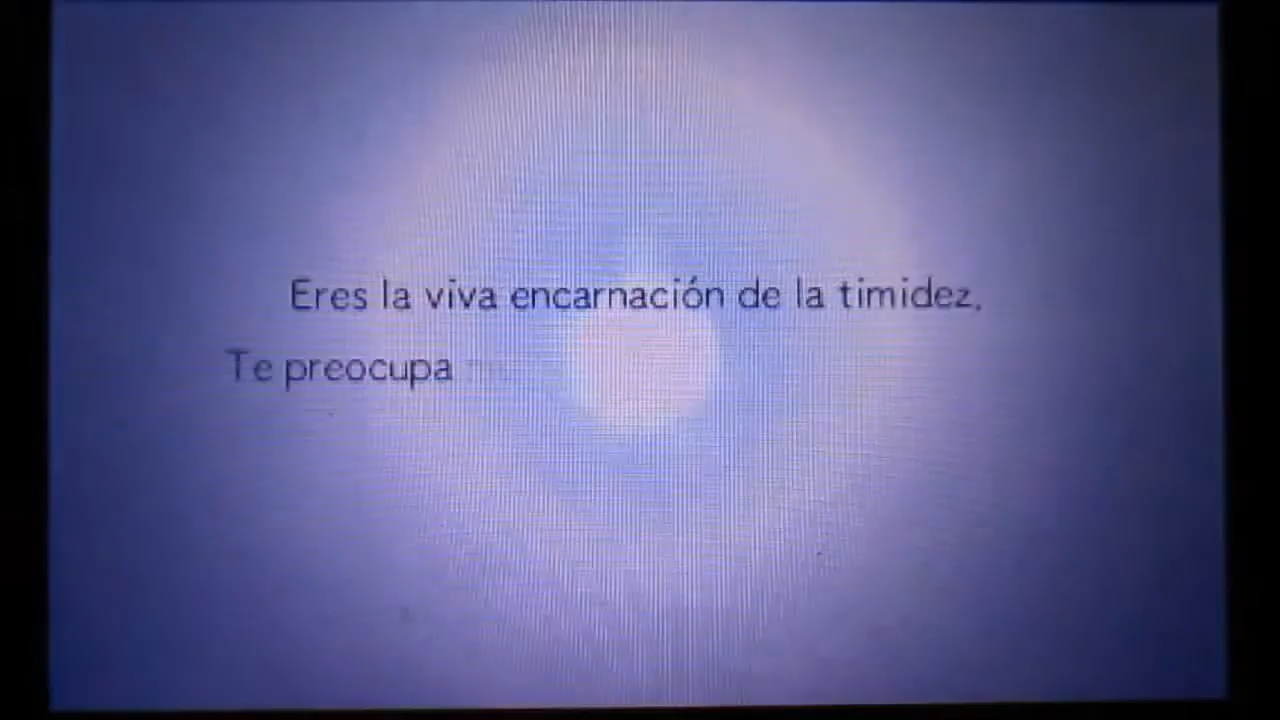 Eres la viva encarnación de la timidez.
Te preocupa